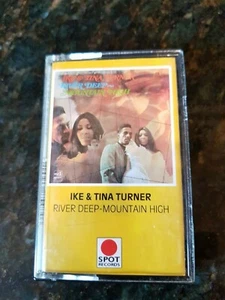 IKE & TINA TURNER
RIVER DEEP-MOUNTAIN HIGH
SPOT
RECORDS